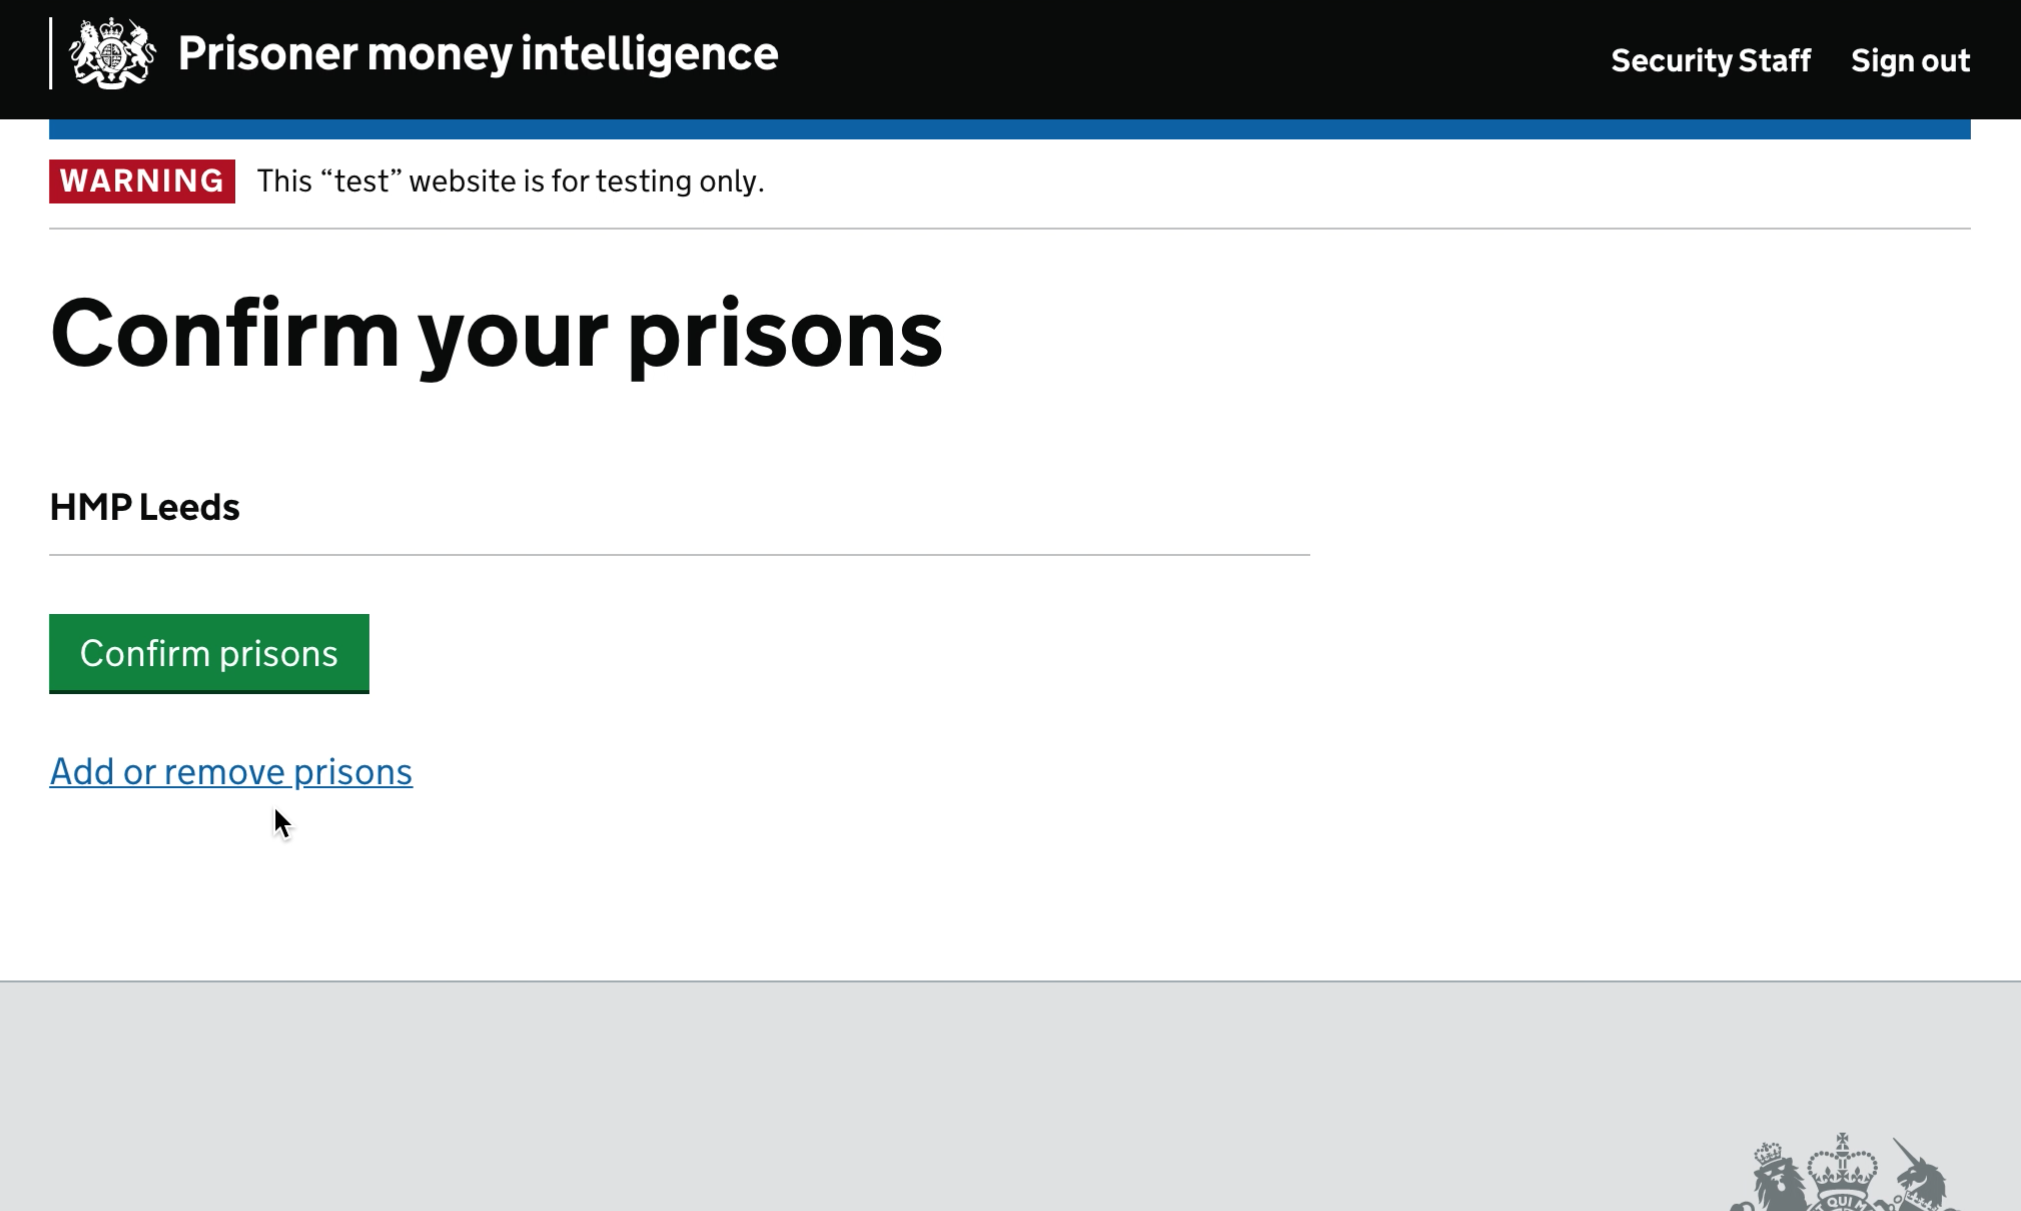 Prisoner money intelligence
Security Staff
Sign out
WARNING This “test” website is for testing only.
Confirm your prisons
HMP Leeds
Confirm prisons
Add or remove prisons
QUI M